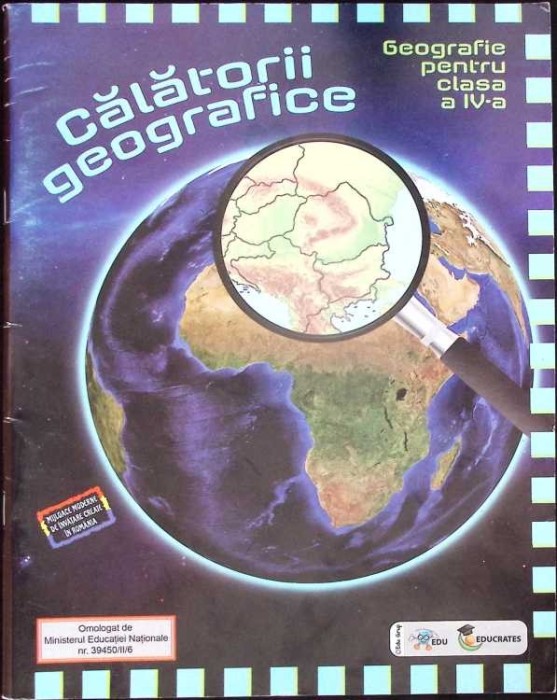 Călătorii
geografice
Geografie
pentru
clasa
a IV-a
MIJLOACE MODERNE
DE ÎNVĂȚARE CREATE
ÎN ROMÂNIA
Omologat de
Ministerul Educației Naționale
nr. 39450/II/6
EDU
EDUCRATES